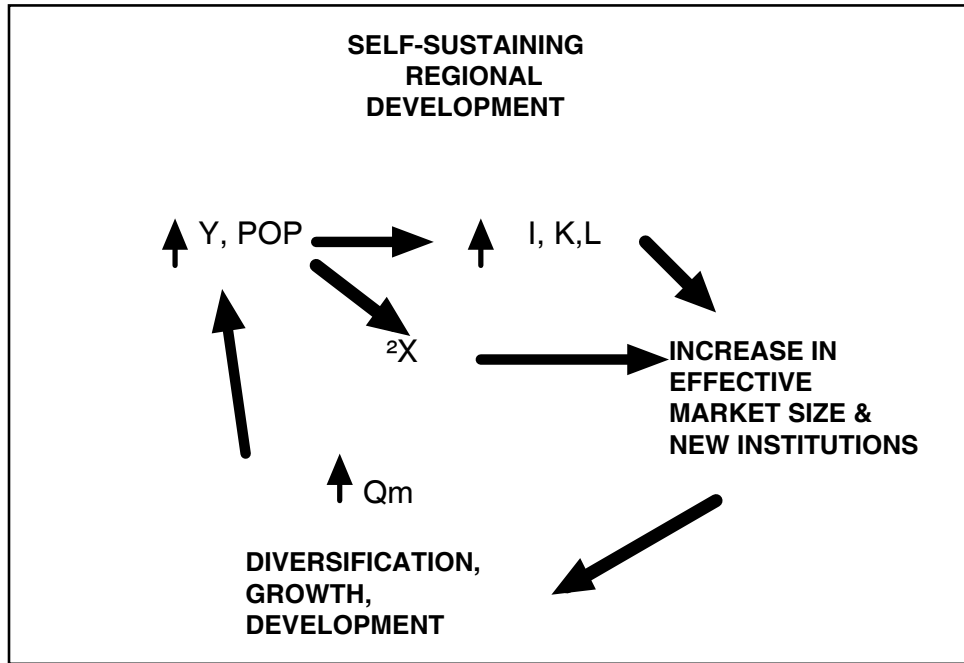 SELF-SUSTAINING
REGIONAL
DEVELOPMENT
Y, POP
I, K,L
²X
INCREASE IN
EFFECTIVE
MARKET SIZE &
NEW INSTITUTIONS
Qm
DIVERSIFICATION,
GROWTH,
DEVELOPMENT